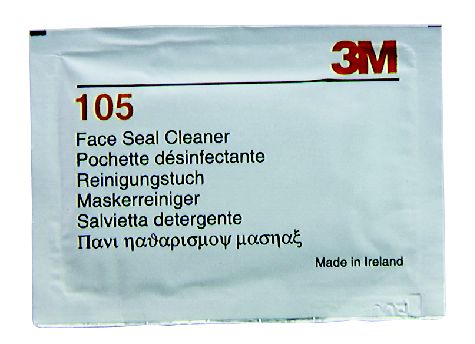 3M
105
Face Seal Cleaner
Pochette désinfectante
Reinigungstuch
Maskerreiniger
Salvietta detergente
Πανι ηαθαρισμοψ μασηαξ
Made in Ireland